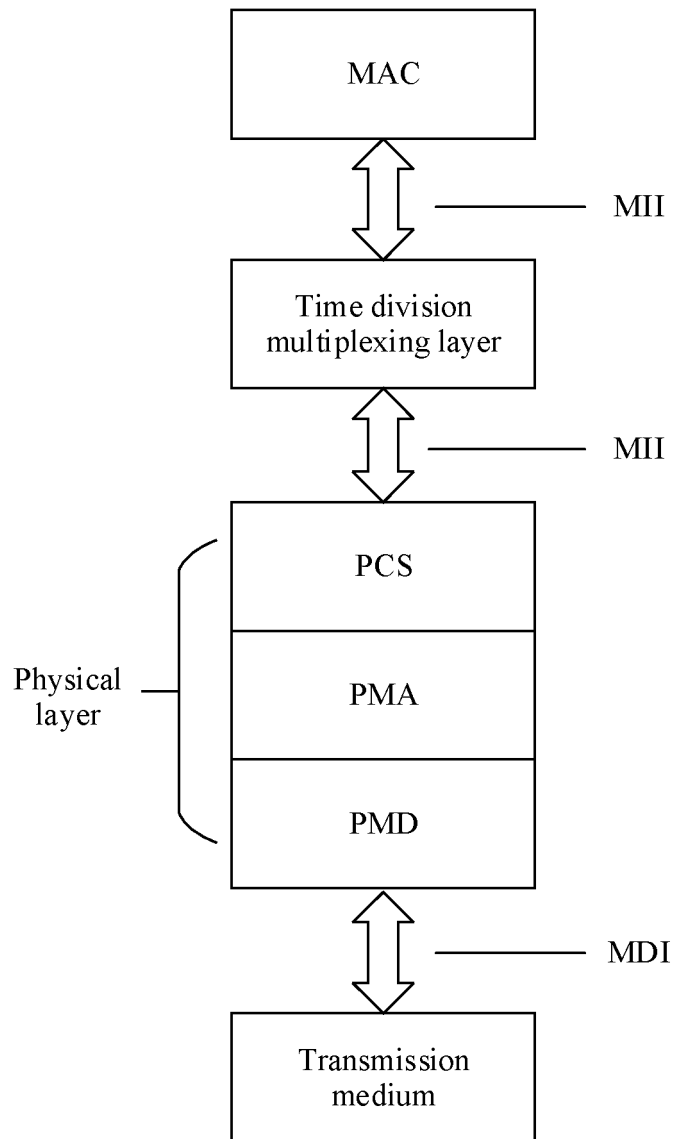 MAC
MII
Time division
multiplexing layer
MII
PCS
Physical
layer
PMA
PMD
MDI
Transmission
medium